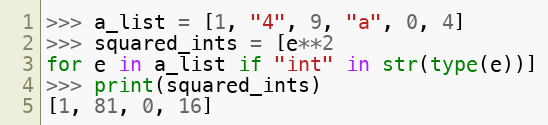 1 >>> a_list = [1, "4", 9, "a", 0, 4]
2 >>> squared_ints = [e**2
3 for e in a_list if "int" in str(type(e))]
4 >>> print(squared_ints)
5 [1, 81, 0, 16]